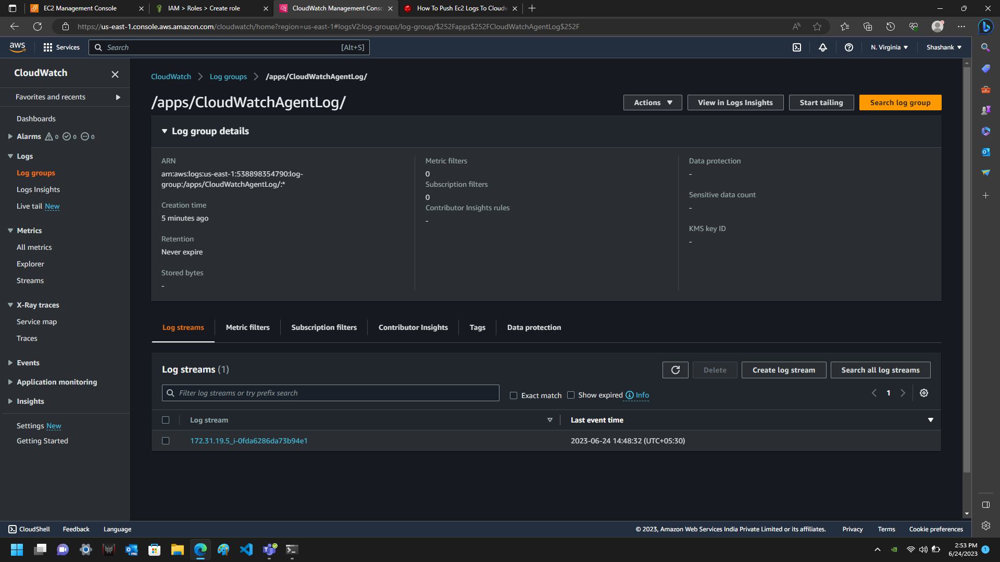 EC2 Management Console
IAM > Roles > Create role
CloudWatch Management Conso
How To Push Ec2 Logs To Cloudw
https://us-east-1.console.aws.amazon.com/cloudwatch/home?region=us-east-1#logsV2:log-groups/log-group/$252Fapps$252FCloudWatchAgentLog$252F
aws
Services
Search
[Alt+S]
N. Virginia
Shashank
CloudWatch
Favorites and recents
Dashboards
Alarms 0 0 0
Logs
Log groups
Logs Insights
Live tail New
Metrics
All metrics
Explorer
Streams
X-Ray traces
Service map
Traces
Events
Application monitoring
Insights
Settings New
Getting Started
CloudWatch
Log groups
/apps/CloudWatchAgentLog/
/apps/CloudWatchAgentLog/
Actions
View in Logs Insights
Start tailing
Search log group
Log group details
ARN
arn:aws:logs:us-east-1:538898354790:log-
group:/apps/CloudWatchAgentLog/:*
Creation time
5 minutes ago
Retention
Never expire
Stored bytes
-
Metric filters
0
Subscription filters
0
Contributor Insights rules
-
Data protection
-
Sensitive data count
-
KMS key ID
-
Log streams
Metric filters
Subscription filters
Contributor Insights
Tags
Data protection
Log streams (1)
Delete
Create log stream
Search all log streams
Filter log streams or try prefix search
Exact match
Show expired
Info
1
Log stream
Last event time
172.31.19.5_i-0fda6286da73b94e1
2023-06-24 14:48:32 (UTC+05:30)
CloudShell
Feedback
Language
© 2023, Amazon Web Services India Private Limited or its affiliates.
Privacy
Terms
Cookie preferences
PRE
2:53 PM
6/24/2023
1